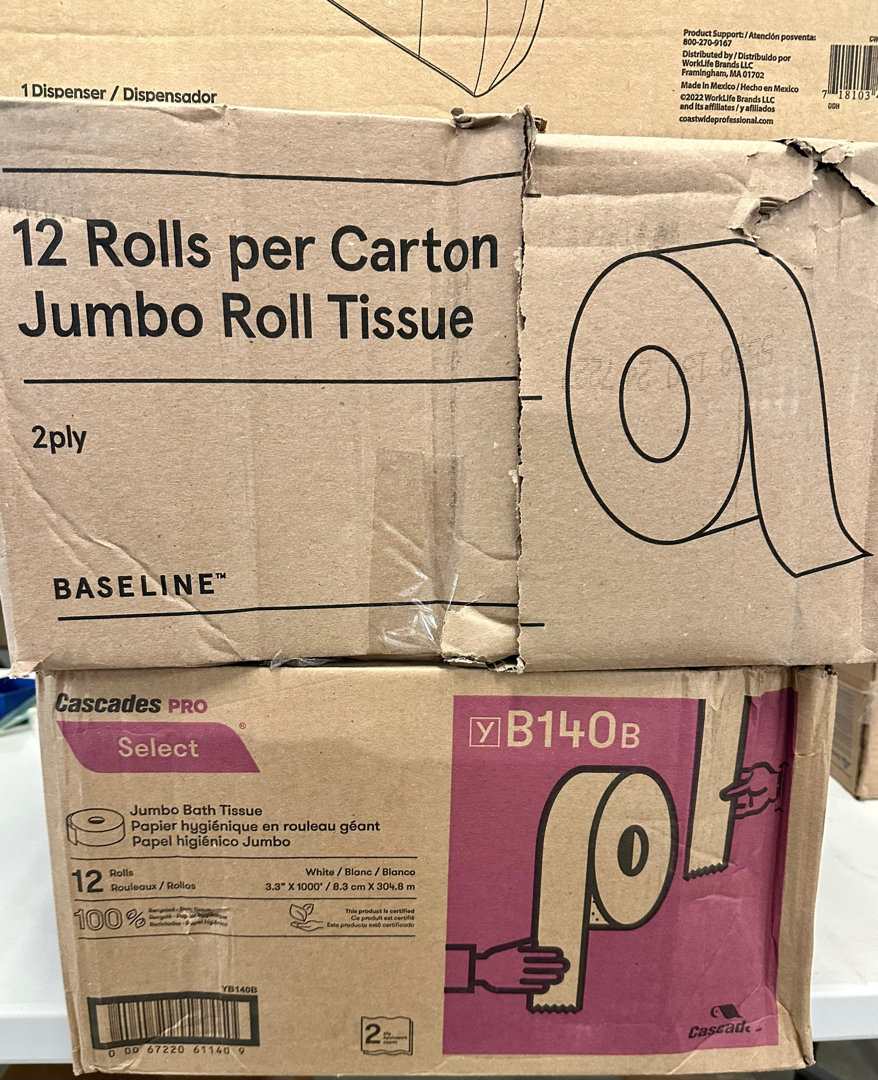 1 Dispenser / Dispensador
Product Support: / Atención posventa:
800-270-9167
Distributed by / Distribuido por
WorkLife Brands LLC
Framingham, MA 01702
Made in Mexico / Hecho en Mexico
©2022 WorkLife Brands LLC
and its affiliates / y afiliados
coastwideprofessional.com
CW
7 18103
DOH
12 Rolls per Carton
Jumbo Roll Tissue
2ply
BASELINE™
Cascades PRO
Select®
Jumbo Bath Tissue
Papier hygiénique en rouleau géant
Papel higiénico Jumbo
12 Rolls
Rouleaux / Rollos
White / Blanc / Blanco
3.3" X 1000' / 8.3 cm X 304.8 m
100%
This product is certified
Ce produit est certifié
Este producto está certificado
YB140B
0 00 67220 61140 9
2
Y B140B
Cascades